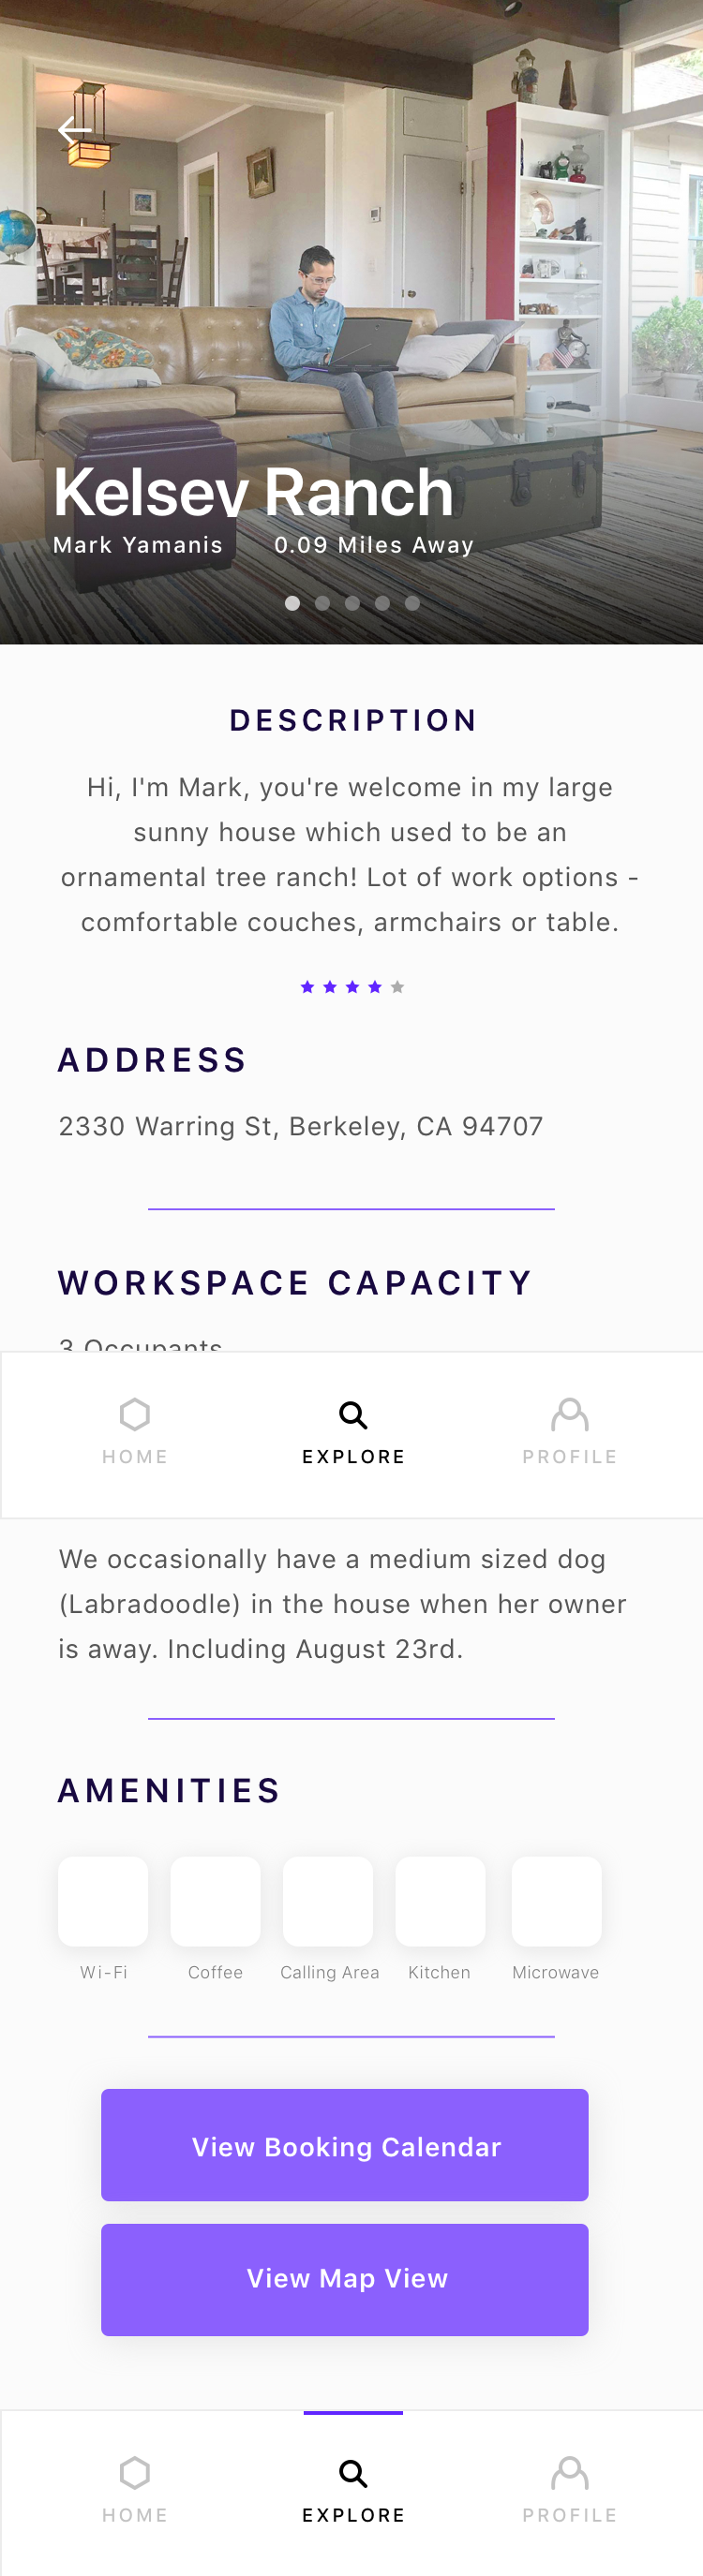 Kelsey Ranch
Mark Yamanis 0.09 Miles Away
DESCRIPTION
Hi, I'm Mark, you're welcome in my large
sunny house which used to be an
ornamental tree ranch! Lot of work options -
comfortable couches, armchairs or table.
ADDRESS
2330 Warring St, Berkeley, CA 94707
WORKSPACE CAPACITY
3 Occupants
HOME EXPLORE PROFILE
We occasionally have a medium sized dog
(Labradoodle) in the house when her owner
is away. Including August 23rd.
AMENITIES
Wi-Fi Coffee Calling Area Kitchen Microwave
View Booking Calendar
View Map View
HOME EXPLORE PROFILE